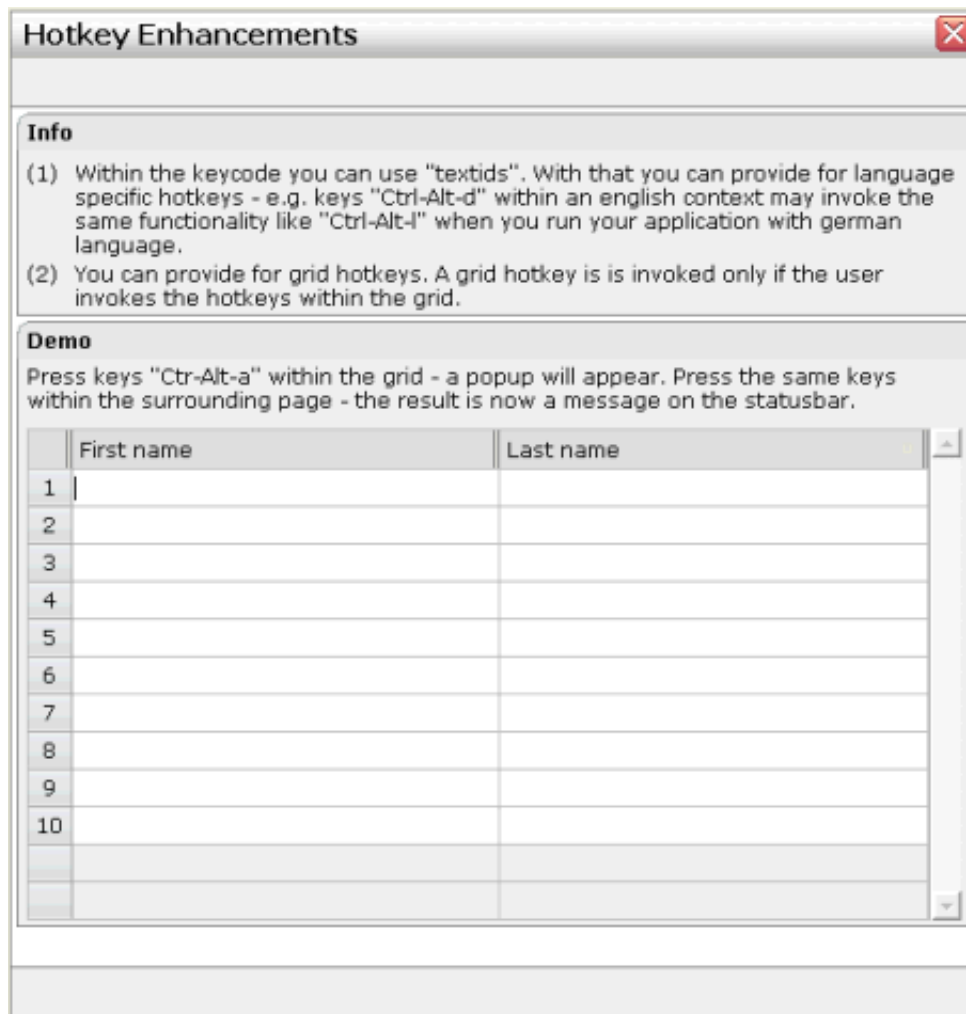 Hotkey Enhancements
Info
(1) Within the keycode you can use "textids". With that you can provide for language
specific hotkeys - e.g. keys "Ctrl-Alt-d" within an english context may invoke the
same functionality like "Ctrl-Alt-l" when you run your application with german
language.
(2) You can provide for grid hotkeys. A grid hotkey is is invoked only if the user
invokes the hotkeys within the grid.
Demo
Press keys "Ctr-Alt-a" within the grid - a popup will appear. Press the same keys
within the surrounding page - the result is now a message on the statusbar.
First name Last name
1
2
3
4
5
6
7
8
9
10